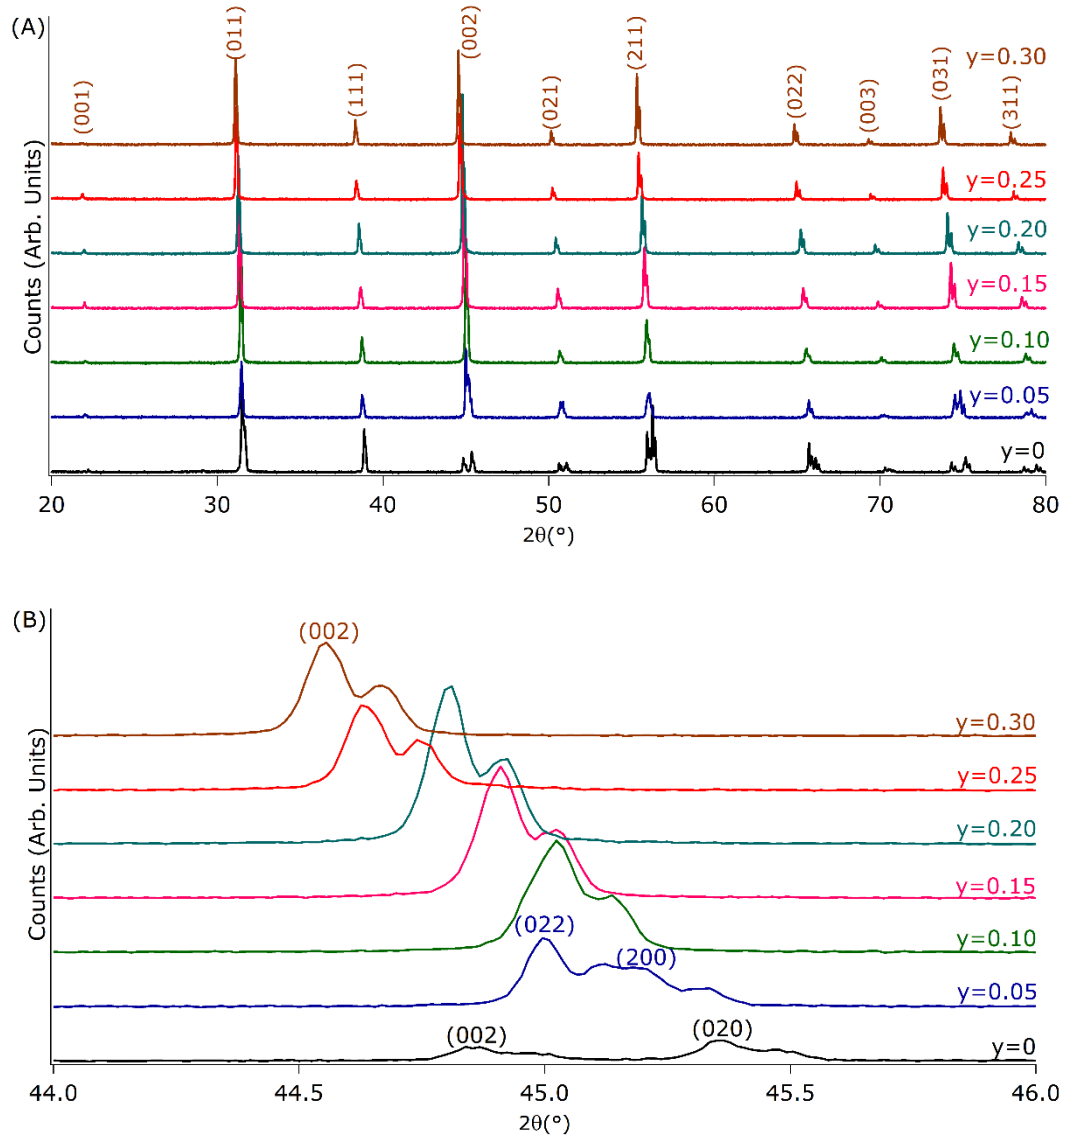 (A)
(001)
(011)
(111)
(002)
(021)
(211)
(022)
(003)
(031)
(311)
y=0.30
y=0.25
y=0.20
y=0.15
y=0.10
y=0.05
y=0
Counts (Arb. Units)
20 30 40 50 60 70 80
2θ(°)
(B)
(002)
y=0.30
y=0.25
y=0.20
y=0.15
y=0.10
(022)
(200)
y=0.05
(002)
(020)
y=0
Counts (Arb. Units)
44.0 44.5 45.0 45.5 46.0
2θ(°)